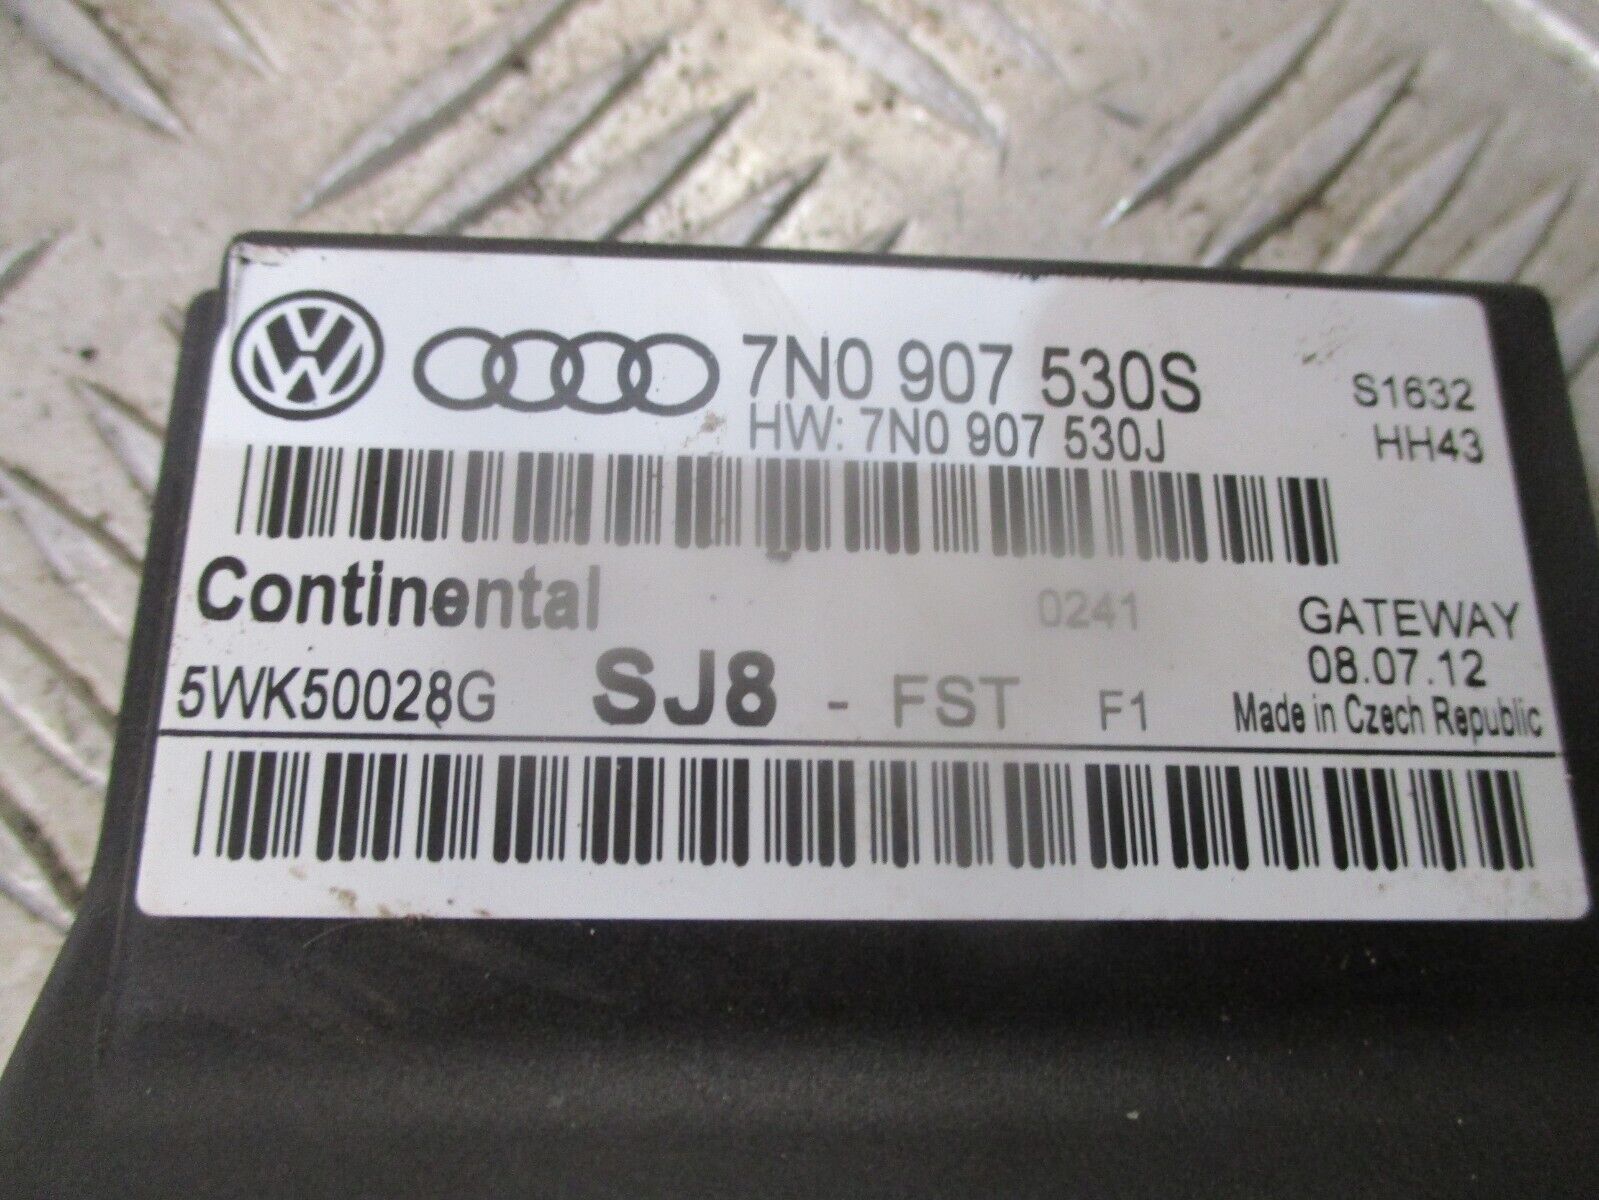 7N0 907 530S
HW: 7N0 907 530J
S1632
HH43
Continental
0241
GATEWAY
08.07.12
5WK50028G
SJ8 - FST F1
Made in Czech Republic